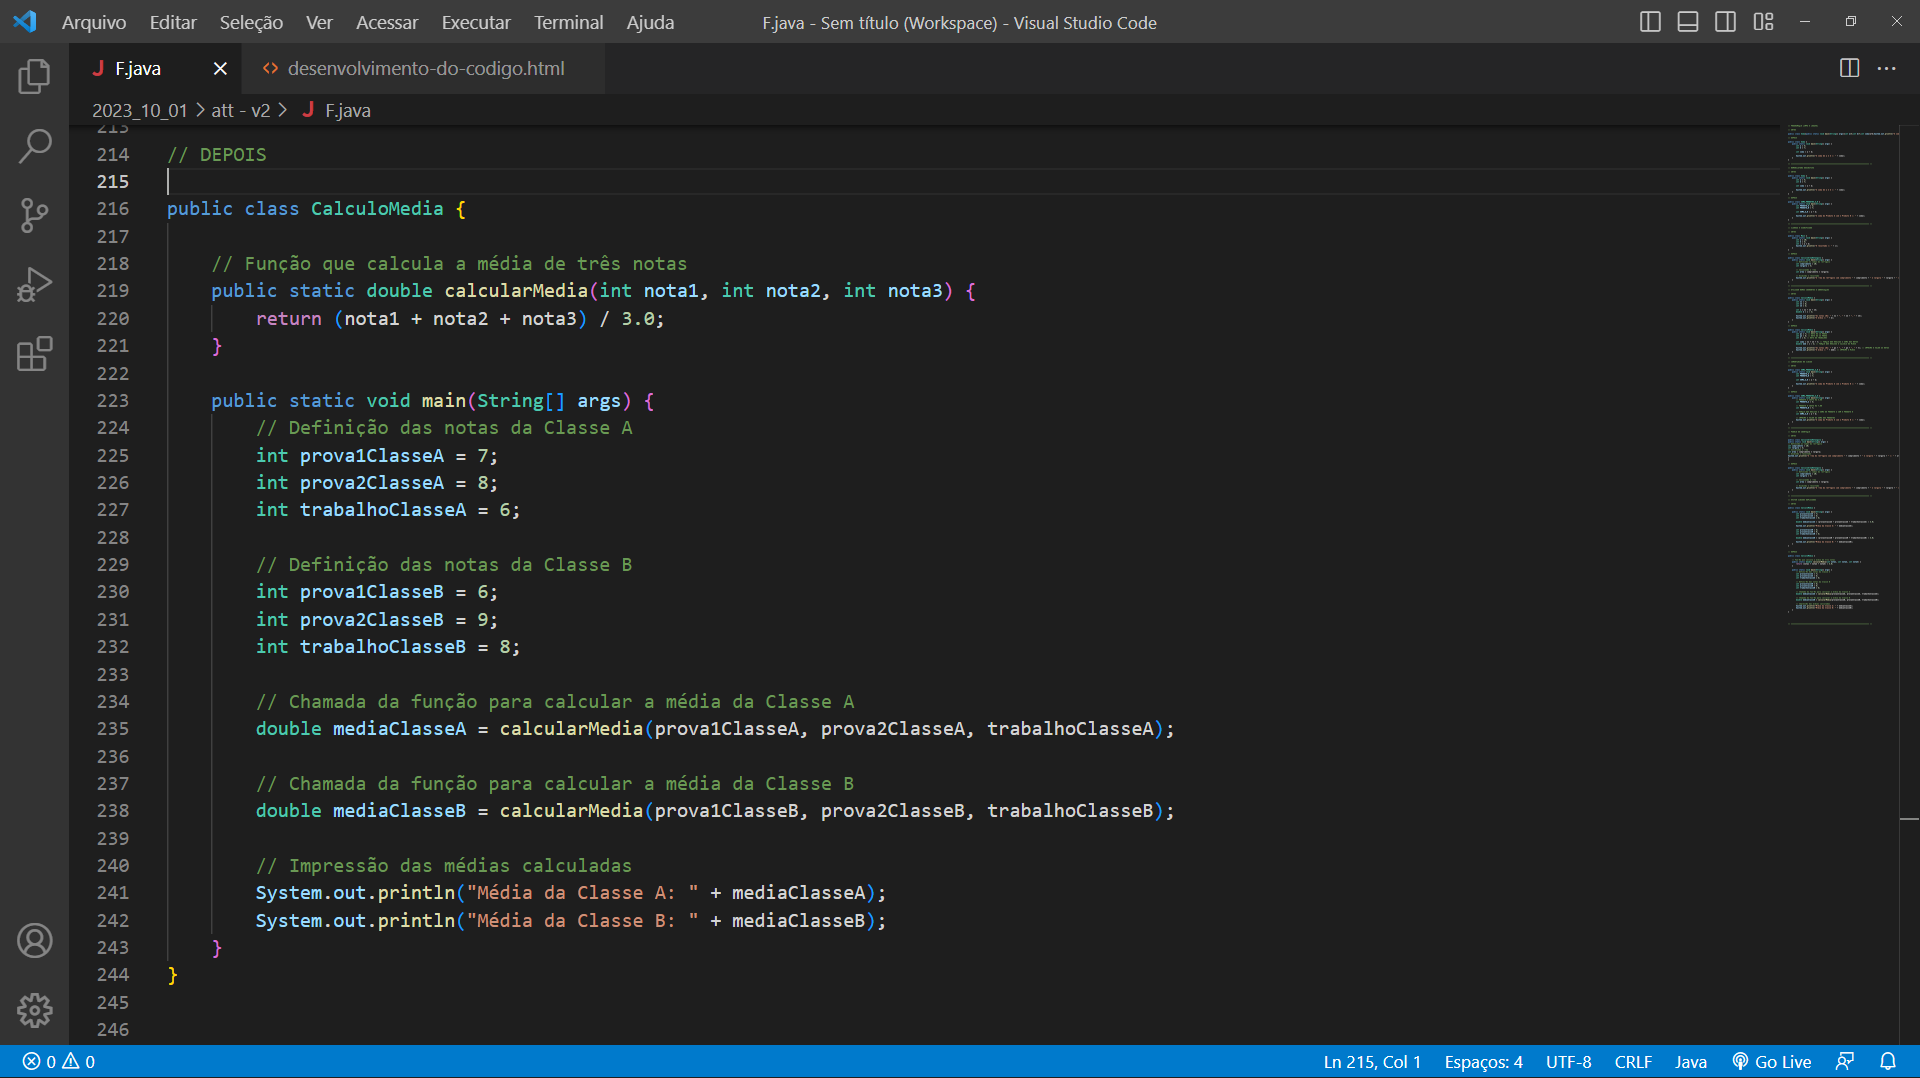 Arquivo Editar Seleção Ver Acessar Executar Terminal Ajuda F.java - Sem título (Workspace) - Visual Studio Code
J F.java <> desenvolvimento-do-codigo.html
2023_10_01 > att - v2 > J F.java
213
214 // DEPOIS
215
216 public class CalculoMedia {
217
218 // Função que calcula a média de três notas
219 public static double calcularMedia(int nota1, int nota2, int nota3) {
220 return (nota1 + nota2 + nota3) / 3.0;
221 }
222
223 public static void main(String[] args) {
224 // Definição das notas da Classe A
225 int prova1ClasseA = 7;
226 int prova2ClasseA = 8;
227 int trabalhoClasseA = 6;
228
229 // Definição das notas da Classe B
230 int prova1ClasseB = 6;
231 int prova2ClasseB = 9;
232 int trabalhoClasseB = 8;
233
234 // Chamada da função para calcular a média da Classe A
235 double mediaClasseA = calcularMedia(prova1ClasseA, prova2ClasseA, trabalhoClasseA);
236
237 // Chamada da função para calcular a média da Classe B
238 double mediaClasseB = calcularMedia(prova1ClasseB, prova2ClasseB, trabalhoClasseB);
239
240 // Impressão das médias calculadas
241 System.out.println("Média da Classe A: " + mediaClasseA);
242 System.out.println("Média da Classe B: " + mediaClasseB);
243 }
244 }
245
246
0 0 Ln 215, Col 1 Espaços: 4 UTF-8 CRLF Java Go Live